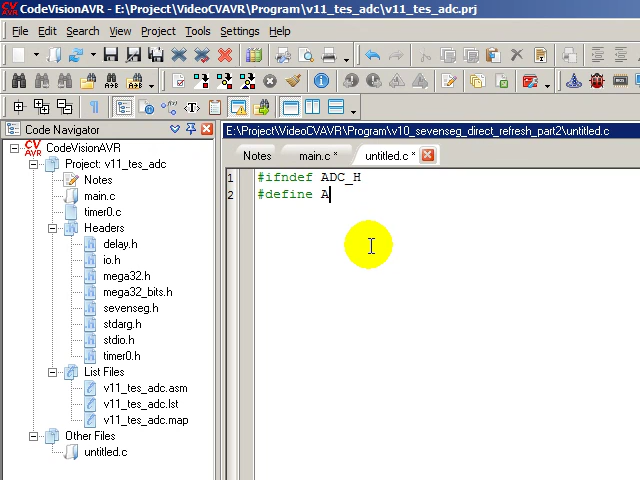 CodeVisionAVR - E:\Project\VideoCVAVR\Program\v11_tes_adc\v11_tes_adc.prj
File Edit Search View Project Tools Settings Help
Code Navigator
CodeVisionAVR
Project: v11_tes_adc
Notes
main.c
timer0.c
Headers
delay.h
io.h
mega32.h
mega32_bits.h
sevenseg.h
stdarg.h
stdio.h
timer0.h
List Files
v11_tes_adc.asm
v11_tes_adc.lst
v11_tes_adc.map
Other Files
untitled.c
E:\Project\VideoCVAVR\Program\v10_sevenseg_direct_refresh_part2\untitled.c
Notes main.c * untitled.c *
1 #ifndef ADC_H
2 #define A